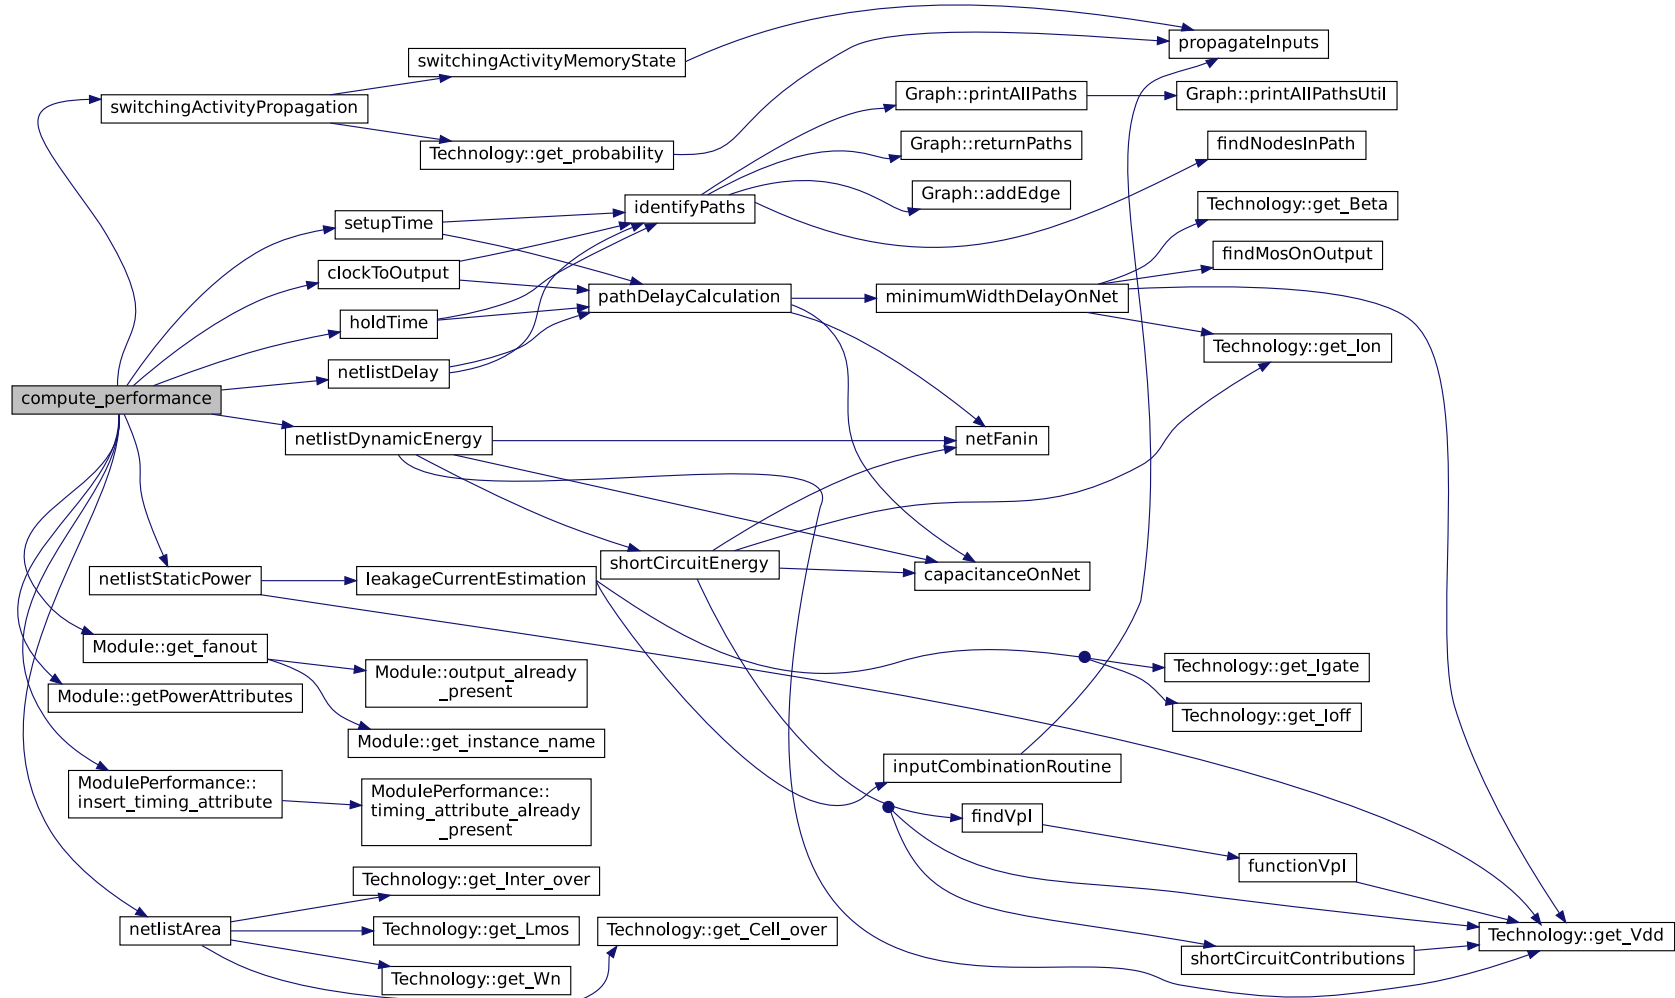 propagateInputs
switchingActivityMemoryState
Graph::printAllPaths
Graph::printAllPathsUtil
switchingActivityPropagation
Technology::get_probability
Graph::returnPaths
findNodesInPath
Graph::addEdge
identifyPaths
Technology::get_Beta
setupTime
findMosOnOutput
clockToOutput
pathDelayCalculation
minimumWidthDelayOnNet
holdTime
Technology::get_Ion
netlistDelay
compute_performance
netlistDynamicEnergy
netFanin
shortCircuitEnergy
capacitanceOnNet
netlistStaticPower
leakageCurrentEstimation
Module::get_fanout
Technology::get_Igate
Module::output_already
_present
Module::getPowerAttributes
Technology::get_Ioff
Module::get_instance_name
inputCombinationRoutine
ModulePerformance::
insert_timing_attribute
ModulePerformance::
timing_attribute_already
_present
findVpl
functionVpl
Technology::get_Inter_over
netlistArea
Technology::get_Lmos
Technology::get_Cell_over
Technology::get_Vdd
shortCircuitContributions
Technology::get_Wn